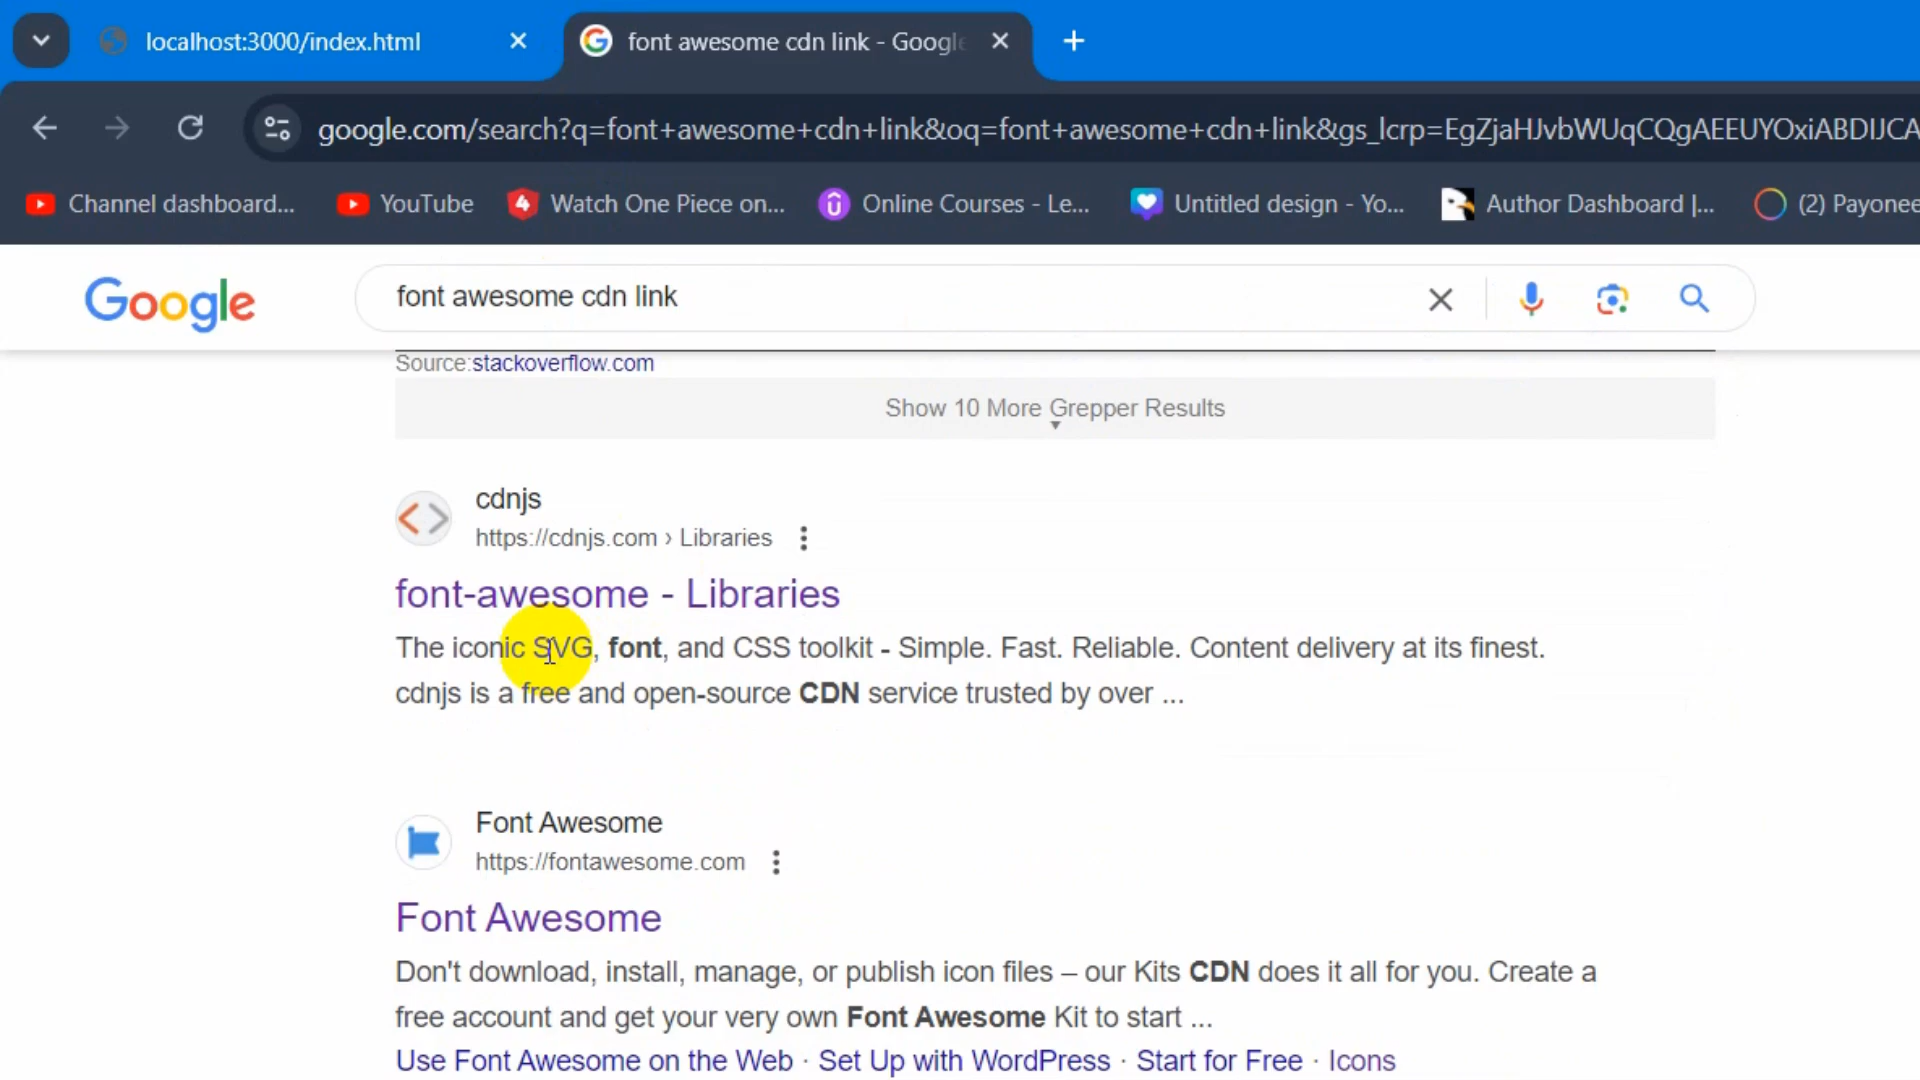 localhost:3000/index.html
font awesome cdn link - Google
google.com/search?q=font+awesome+cdn+link&oq=font+awesome+cdn+link&gs_lcrp=EgZjaHJvbWUqCQgAEEUYOxiABDIJCA
Channel dashboard...
YouTube
Watch One Piece on...
Online Courses - Le...
Untitled design - Yo...
Author Dashboard |...
(2) Payonee
Google
font awesome cdn link
Source:stackoverflow.com
Show 10 More Grepper Results
cdnjs
https://cdnjs.com › Libraries
font-awesome - Libraries
The iconic SVG, font, and CSS toolkit - Simple. Fast. Reliable. Content delivery at its finest.
cdnjs is a free and open-source CDN service trusted by over ...
Font Awesome
https://fontawesome.com
Font Awesome
Don't download, install, manage, or publish icon files – our Kits CDN does it all for you. Create a
free account and get your very own Font Awesome Kit to start ...
Use Font Awesome on the Web · Set Up with WordPress · Start for Free · Icons